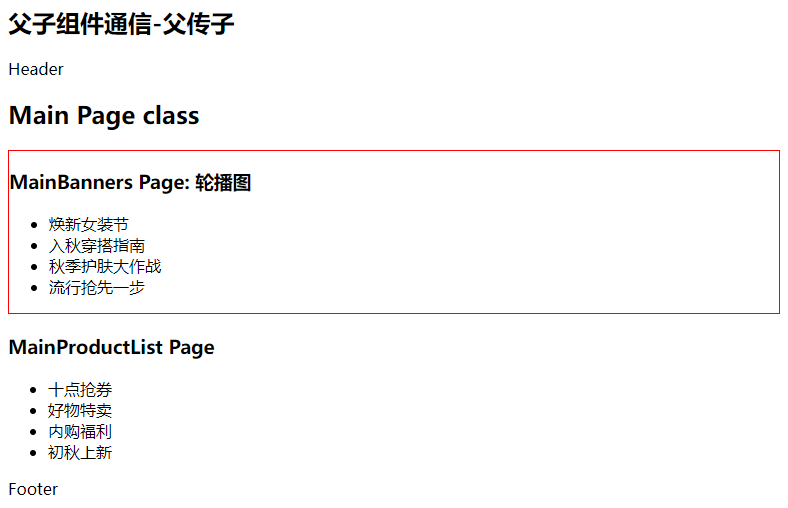 父子组件通信-父传子
Header
Main Page class
MainBanners Page: 轮播图
焕新女装节
入秋穿搭指南
秋季护肤大作战
流行抢先一步
MainProductList Page
十点抢券
好物特卖
内购福利
初秋上新
Footer